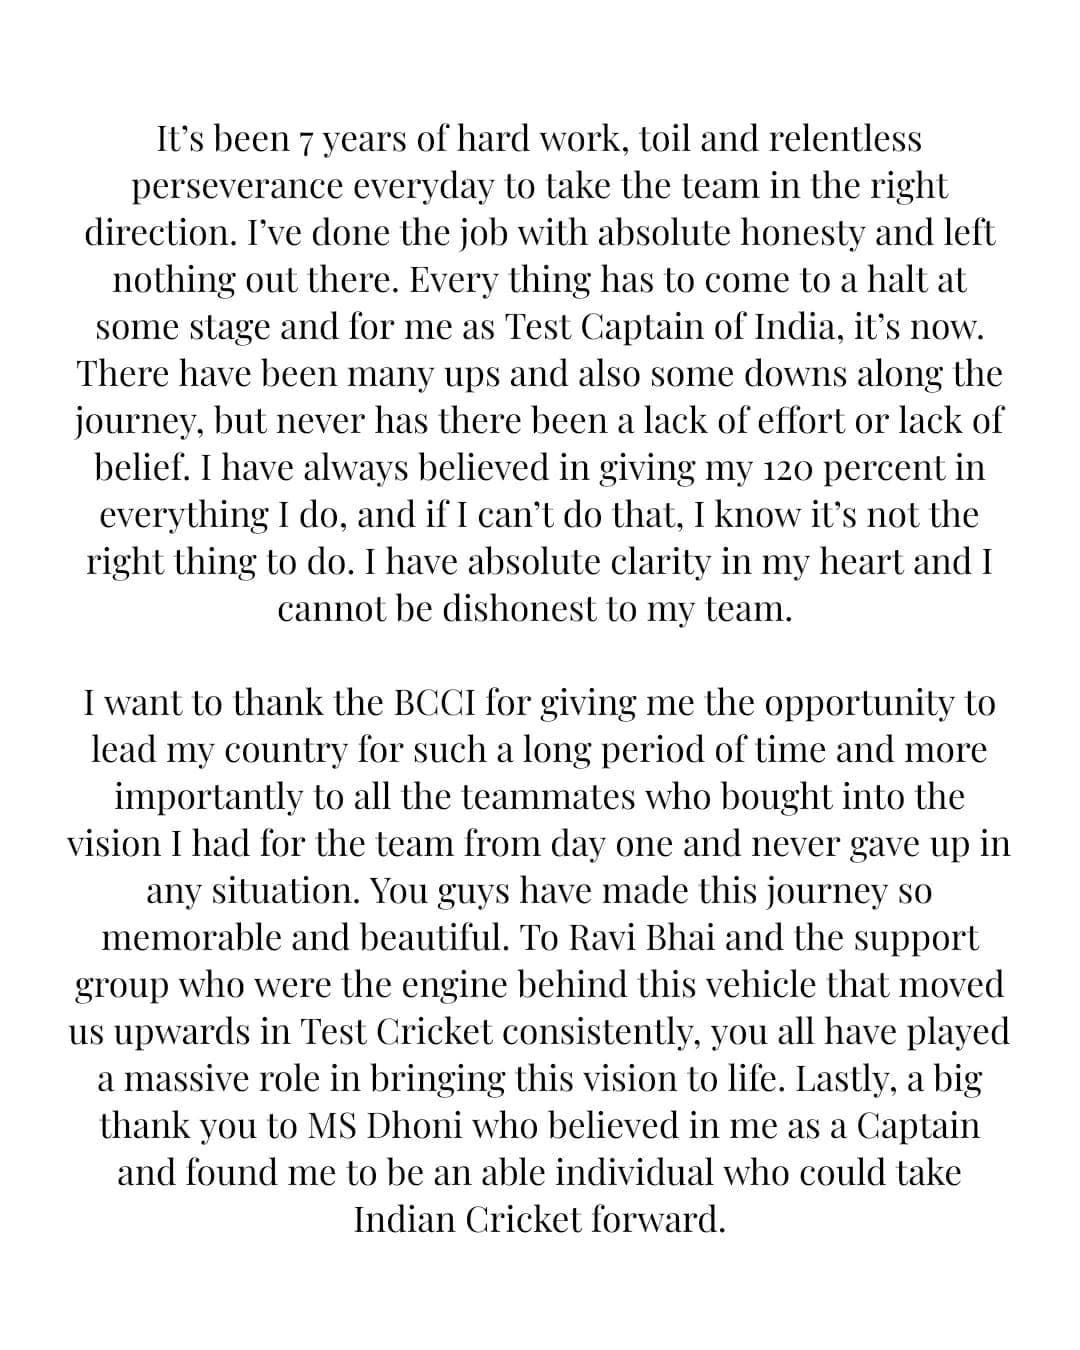 It’s been 7 years of hard work, toil and relentless
perseverance everyday to take the team in the right
direction. I’ve done the job with absolute honesty and left
nothing out there. Every thing has to come to a halt at
some stage and for me as Test Captain of India, it’s now.
There have been many ups and also some downs along the
journey, but never has there been a lack of effort or lack of
belief. I have always believed in giving my 120 percent in
everything I do, and if I can’t do that, I know it’s not the
right thing to do. I have absolute clarity in my heart and I
cannot be dishonest to my team.
I want to thank the BCCI for giving me the opportunity to
lead my country for such a long period of time and more
importantly to all the teammates who bought into the
vision I had for the team from day one and never gave up in
any situation. You guys have made this journey so
memorable and beautiful. To Ravi Bhai and the support
group who were the engine behind this vehicle that moved
us upwards in Test Cricket consistently, you all have played
a massive role in bringing this vision to life. Lastly, a big
thank you to MS Dhoni who believed in me as a Captain
and found me to be an able individual who could take
Indian Cricket forward.